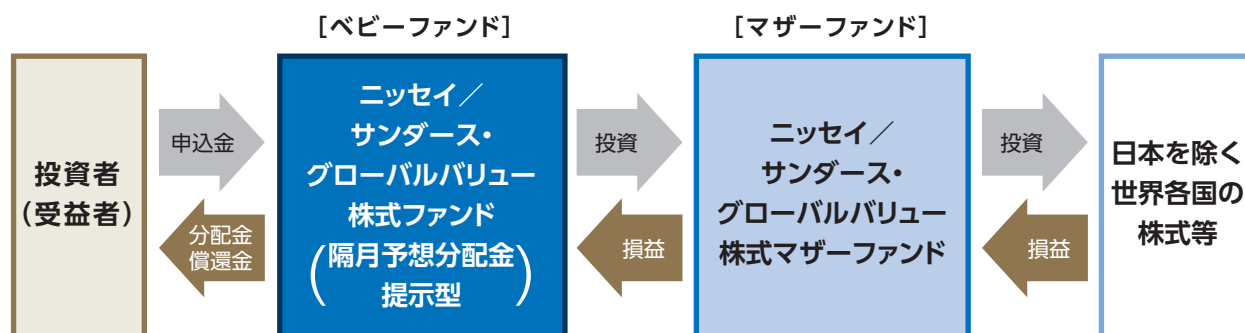 ［ベビーファンド］
［マザーファンド］
投資者
（受益者）
申込金
分配金
償還金
ニッセイ／
サンダース・
グローバルバリュー
株式ファンド
（隔月予想分配金
提示型）
投資
損益
ニッセイ／
サンダース・
グローバルバリュー
株式マザーファンド
投資
損益
日本を除く
世界各国の
株式等